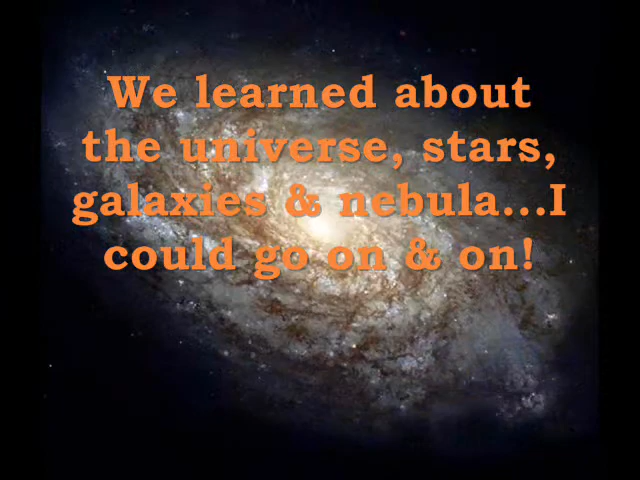 We learned about
the universe, stars,
galaxies & nebula...I
could go on & on!